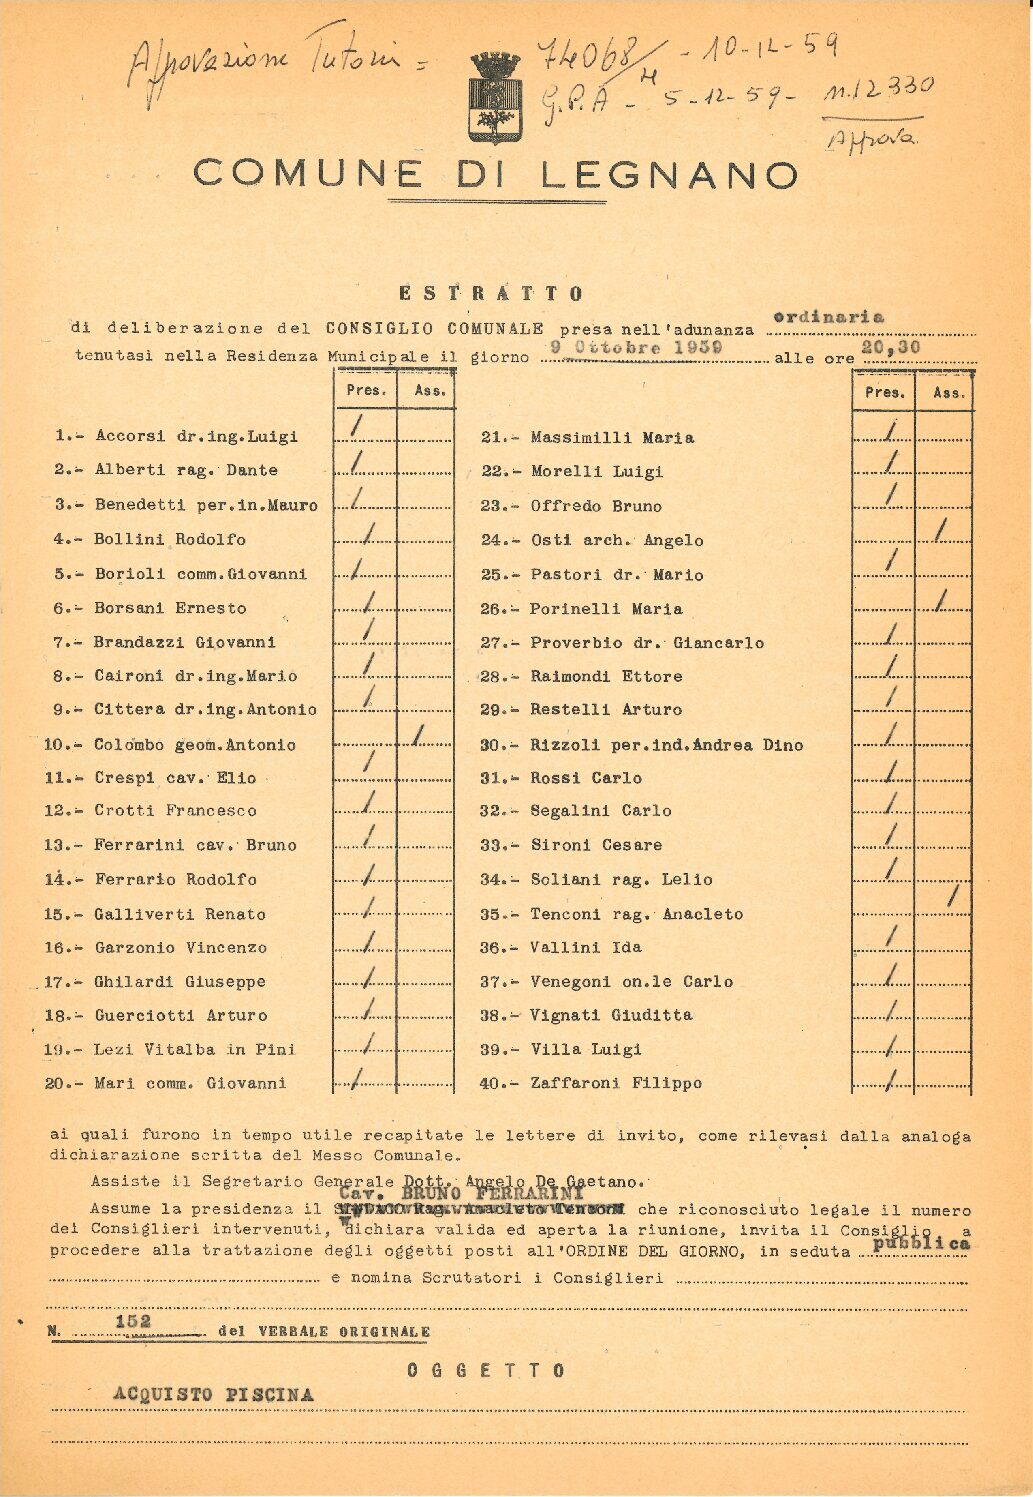 Approvazione Tutoria = 74068/4 - 10-12-59
G.P.A - 5-12-59 - n.12330
Approva
COMUNE DI LEGNANO
ESTRATTO
di deliberazione del CONSIGLIO COMUNALE presa nell'adunanza ordinaria
tenutasi nella Residenza Municipale il giorno 9 Ottobre 1959 alle ore 20,30
Pres. Ass. Pres. Ass.
1.- Accorsi dr.ing.Luigi / 21.- Massimilli Maria /
2.- Alberti rag. Dante / 22.- Morelli Luigi /
3.- Benedetti per.in.Mauro / 23.- Offredo Bruno /
4.- Bollini Rodolfo / 24.- Osti arch. Angelo /
5.- Borioli comm.Giovanni / 25.- Pastori dr. Mario /
6.- Borsani Ernesto / 26.- Porinelli Maria /
7.- Brandazzi Giovanni / 27.- Proverbio dr. Giancarlo /
8.- Caironi dr.ing.Mario / 28.- Raimondi Ettore /
9.- Cittera dr.ing.Antonio / 29.- Restelli Arturo /
10.- Colombo geom.Antonio / 30.- Rizzoli per.ind.Andrea Dino /
11.- Crespi cav. Elio / 31.- Rossi Carlo /
12.- Crotti Francesco / 32.- Segalini Carlo /
13.- Ferrarini cav. Bruno / 33.- Sironi Cesare /
14.- Ferrario Rodolfo / 34.- Soliani rag. Lelio /
15.- Galliverti Renato / 35.- Tenconi rag. Anacleto /
16.- Garzonio Vincenzo / 36.- Vallini Ida /
17.- Ghilardi Giuseppe / 37.- Venegoni on.le Carlo /
18.- Guerciotti Arturo / 38.- Vignati Giuditta /
19.- Lezi Vitalba in Pini / 39.- Villa Luigi /
20.- Mari comm. Giovanni / 40.- Zaffaroni Filippo /
ai quali furono in tempo utile recapitate le lettere di invito, come rilevasi dalla analoga
dichiarazione scritta del Messo Comunale.
Assiste il Segretario Generale Dott. Angelo De Gaetano.
Cav. BRUNO FERRARINI
Assume la presidenza il SINDACO Rag. Anacleto Tenconi che riconosciuto legale il numero
dei Consiglieri intervenuti, dichiara valida ed aperta la riunione, invita il Consiglio a
procedere alla trattazione degli oggetti posti all'ORDINE DEL GIORNO, in seduta pubblica
e nomina Scrutatori i Consiglieri
N. 152 del VERBALE ORIGINALE
OGGETTO
ACQUISTO PISCINA